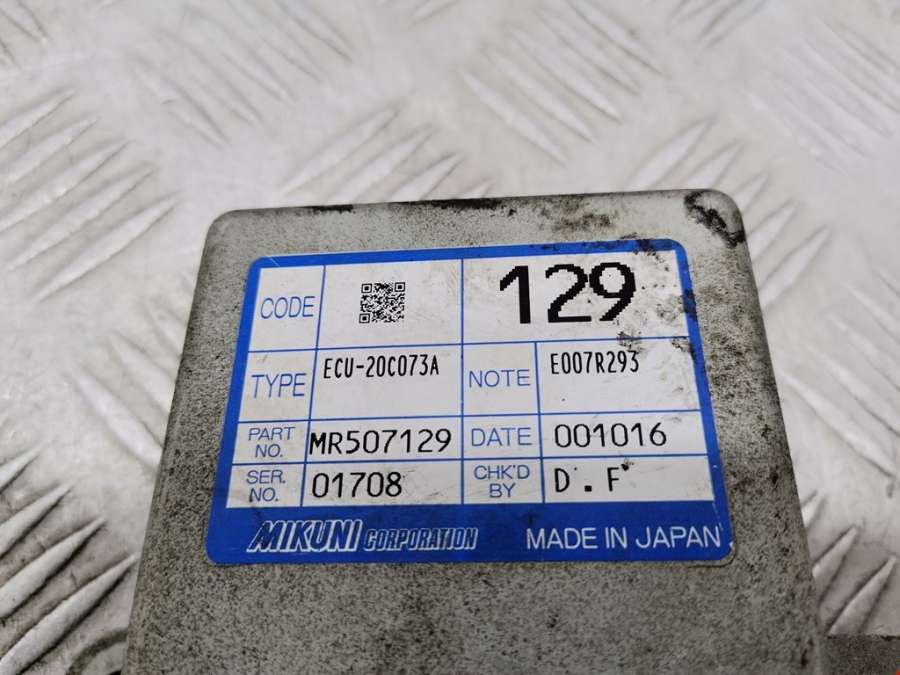 CODE 129
TYPE ECU-20C073A NOTE E007R293
PART NO. MR507129 DATE 001016
SER. NO. 01708 CHK'D BY D.F
MIKUNI CORPORATION MADE IN JAPAN